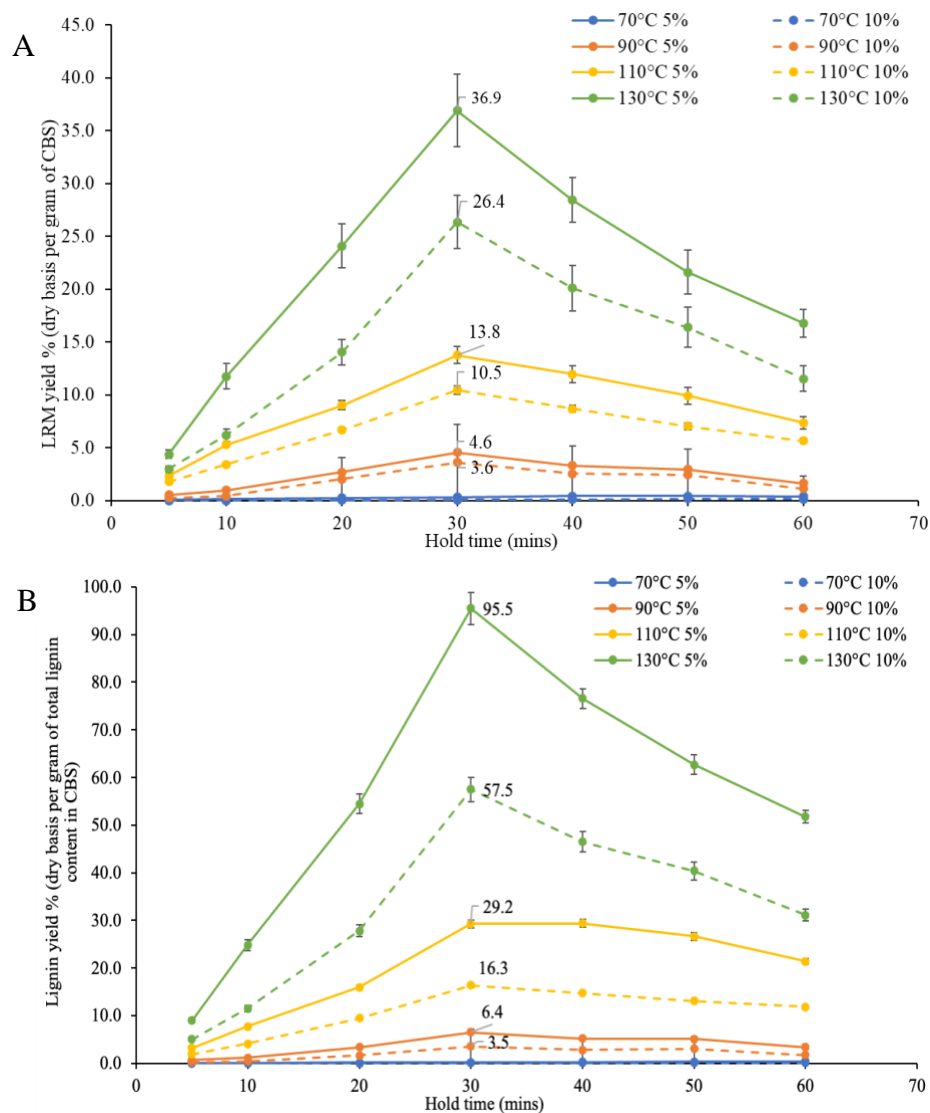 A
LRM yield % (dry basis per gram of CBS)
45.0
40.0
35.0
30.0
25.0
20.0
15.0
10.0
5.0
0.0
70°C 5%
70°C 10%
90°C 5%
90°C 10%
110°C 5%
110°C 10%
130°C 5%
130°C 10%
36.9
26.4
13.8
10.5
4.6
3.6
0
10
20
30
40
50
60
70
Hold time (mins)
B
Lignin yield % (dry basis per gram of total lignin
content in CBS)
100.0
90.0
80.0
70.0
60.0
50.0
40.0
30.0
20.0
10.0
0.0
70°C 5%
70°C 10%
90°C 5%
90°C 10%
110°C 5%
110°C 10%
130°C 5%
130°C 10%
95.5
57.5
29.2
16.3
6.4
3.5
0
10
20
30
40
50
60
70
Hold time (mins)